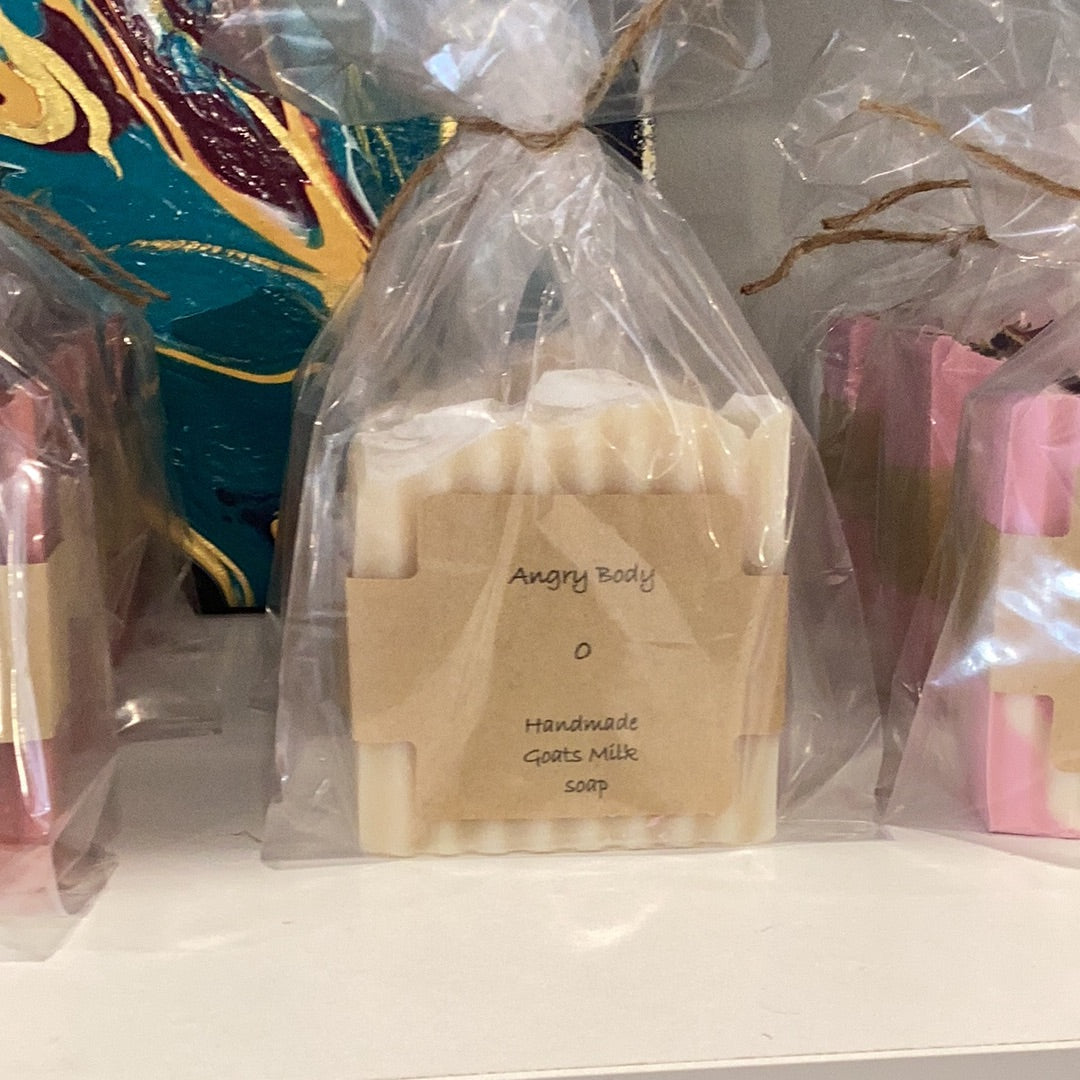 Angry Body
O
Handmade
Goats Milk
soap